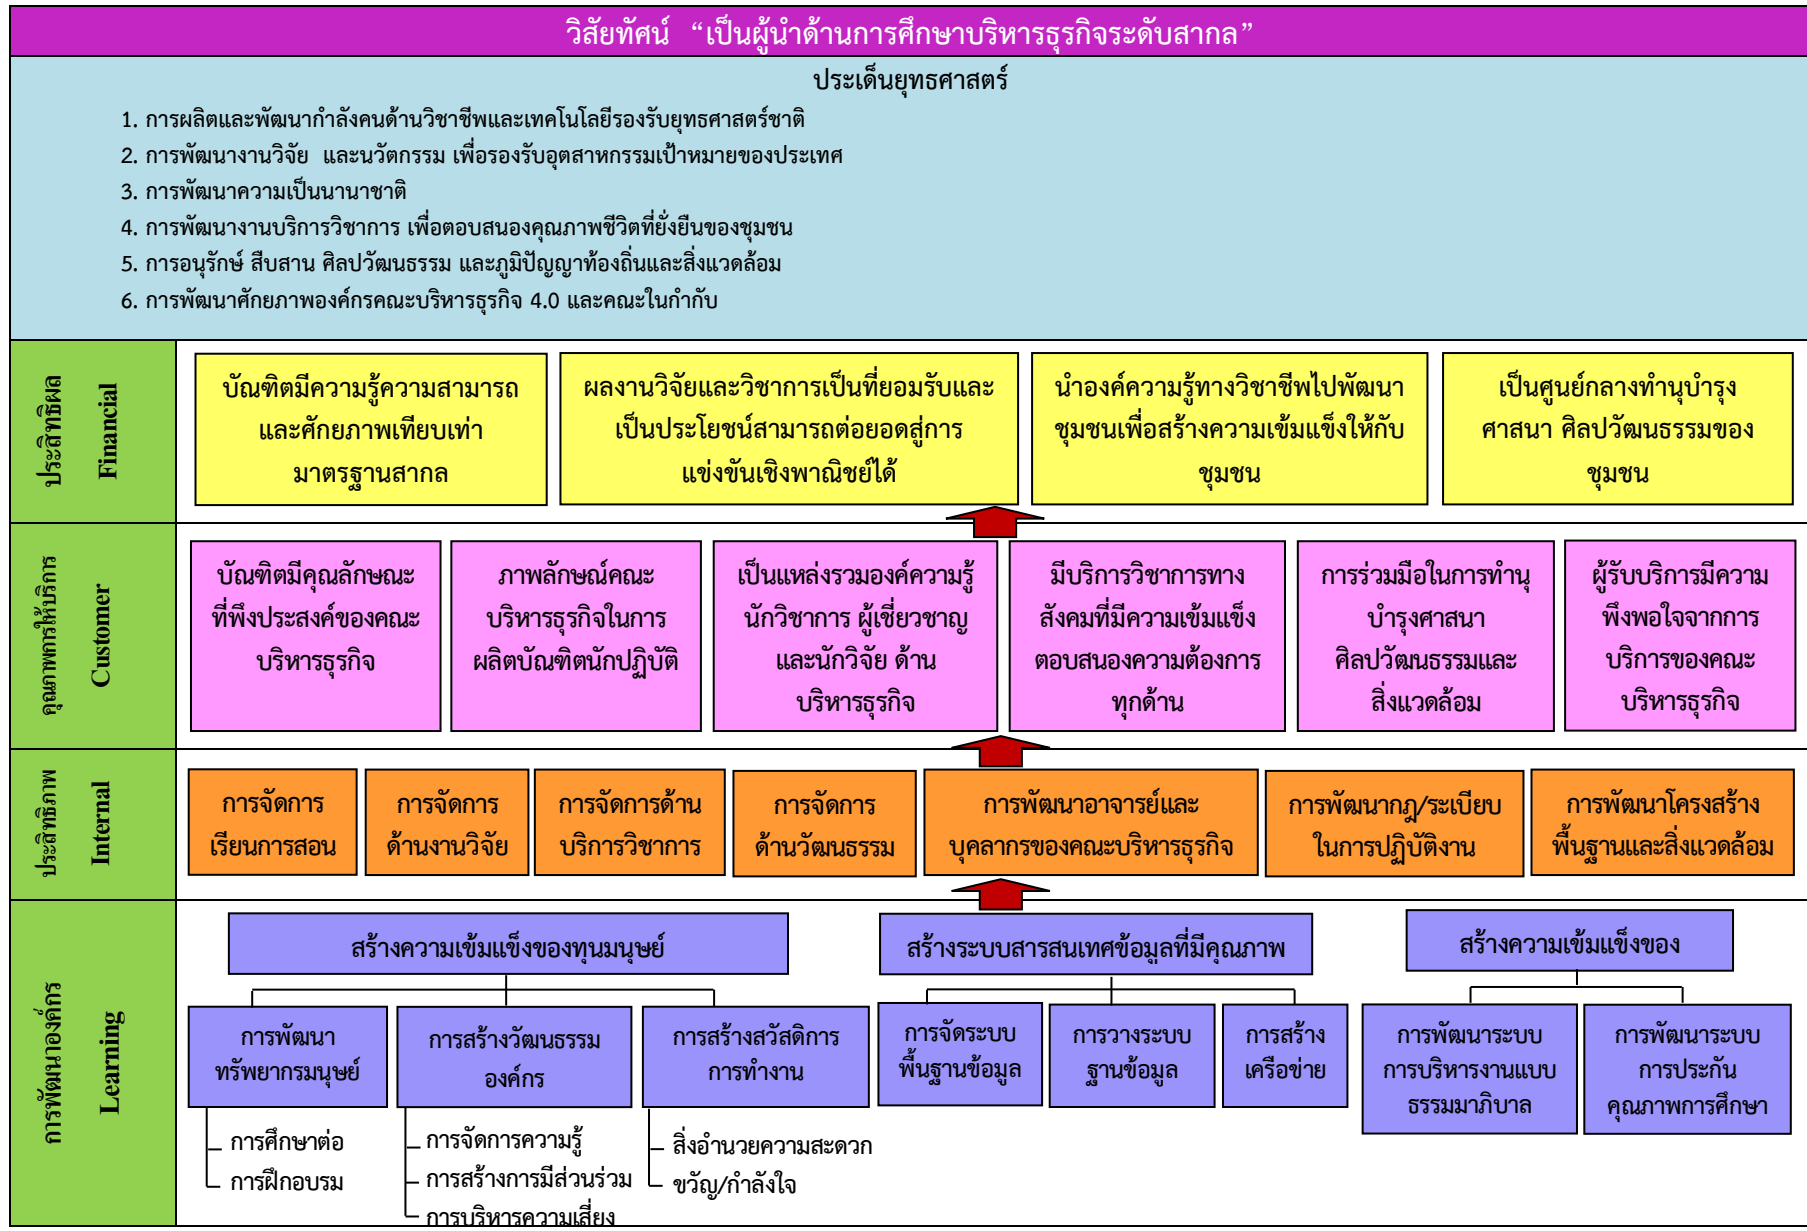 วิสัยทัศน์ “เป็นผู้นำด้านการศึกษาบริหารธุรกิจระดับสากล”
ประเด็นยุทธศาสตร์
1. การผลิตและพัฒนากำลังคนด้านวิชาชีพและเทคโนโลยีรองรับยุทธศาสตร์ชาติ
2. การพัฒนางานวิจัย และนวัตกรรม เพื่อรองรับอุตสาหกรรมเป้าหมายของประเทศ
3. การพัฒนาความเป็นนานาชาติ
4. การพัฒนางานบริการวิชาการ เพื่อตอบสนองคุณภาพชีวิตที่ยั่งยืนของชุมชน
5. การอนุรักษ์ สืบสาน ศิลปวัฒนธรรม และภูมิปัญญาท้องถิ่นและสิ่งแวดล้อม
6. การพัฒนาศักยภาพองค์กรคณะบริหารธุรกิจ 4.0 และคณะในกำกับ
ประสิทธิผล
Financial
บัณฑิตมีความรู้ความสามารถ
และศักยภาพเทียบเท่า
มาตรฐานสากล
ผลงานวิจัยและวิชาการเป็นที่ยอมรับและ
เป็นประโยชน์สามารถต่อยอดสู่การ
แข่งขันเชิงพาณิชย์ได้
นำองค์ความรู้ทางวิชาชีพไปพัฒนา
ชุมชนเพื่อสร้างความเข้มแข็งให้กับ
ชุมชน
เป็นศูนย์กลางทำนุบำรุง
ศาสนา ศิลปวัฒนธรรมของ
ชุมชน
คุณภาพการให้บริการ
Customer
บัณฑิตมีคุณลักษณะ
ที่พึงประสงค์ของคณะ
บริหารธุรกิจ
ภาพลักษณ์คณะ
บริหารธุรกิจในการ
ผลิตบัณฑิตนักปฏิบัติ
เป็นแหล่งรวมองค์ความรู้
นักวิชาการ ผู้เชี่ยวชาญ
และนักวิจัย ด้าน
บริหารธุรกิจ
มีบริการวิชาการทาง
สังคมที่มีความเข้มแข็ง
ตอบสนองความต้องการ
ทุกด้าน
การร่วมมือในการทำนุ
บำรุงศาสนา
ศิลปวัฒนธรรมและ
สิ่งแวดล้อม
ผู้รับบริการมีความ
พึงพอใจจากการ
บริการของคณะ
บริหารธุรกิจ
ประสิทธิภาพ
Internal
การจัดการ
เรียนการสอน
การจัดการ
ด้านงานวิจัย
การจัดการด้าน
บริการวิชาการ
การจัดการ
ด้านวัฒนธรรม
การพัฒนาอาจารย์และ
บุคลากรของคณะบริหารธุรกิจ
การพัฒนากฎ/ระเบียบ
ในการปฏิบัติงาน
การพัฒนาโครงสร้าง
พื้นฐานและสิ่งแวดล้อม
การพัฒนาองค์กร
Learning
สร้างความเข้มแข็งของทุนมนุษย์
สร้างระบบสารสนเทศข้อมูลที่มีคุณภาพ
สร้างความเข้มแข็งของ
การพัฒนา
ทรัพยากรมนุษย์
การสร้างวัฒนธรรม
องค์กร
การสร้างสวัสดิการ
การทำงาน
การจัดระบบ
พื้นฐานข้อมูล
การวางระบบ
ฐานข้อมูล
การสร้าง
เครือข่าย
การพัฒนาระบบ
การบริหารงานแบบ
ธรรมมาภิบาล
การพัฒนาระบบ
การประกัน
คุณภาพการศึกษา
การศึกษาต่อ
การฝึกอบรม
การจัดการความรู้
การสร้างการมีส่วนร่วม
การบริหารความเสี่ยง
สิ่งอำนวยความสะดวก
ขวัญ/กำลังใจ